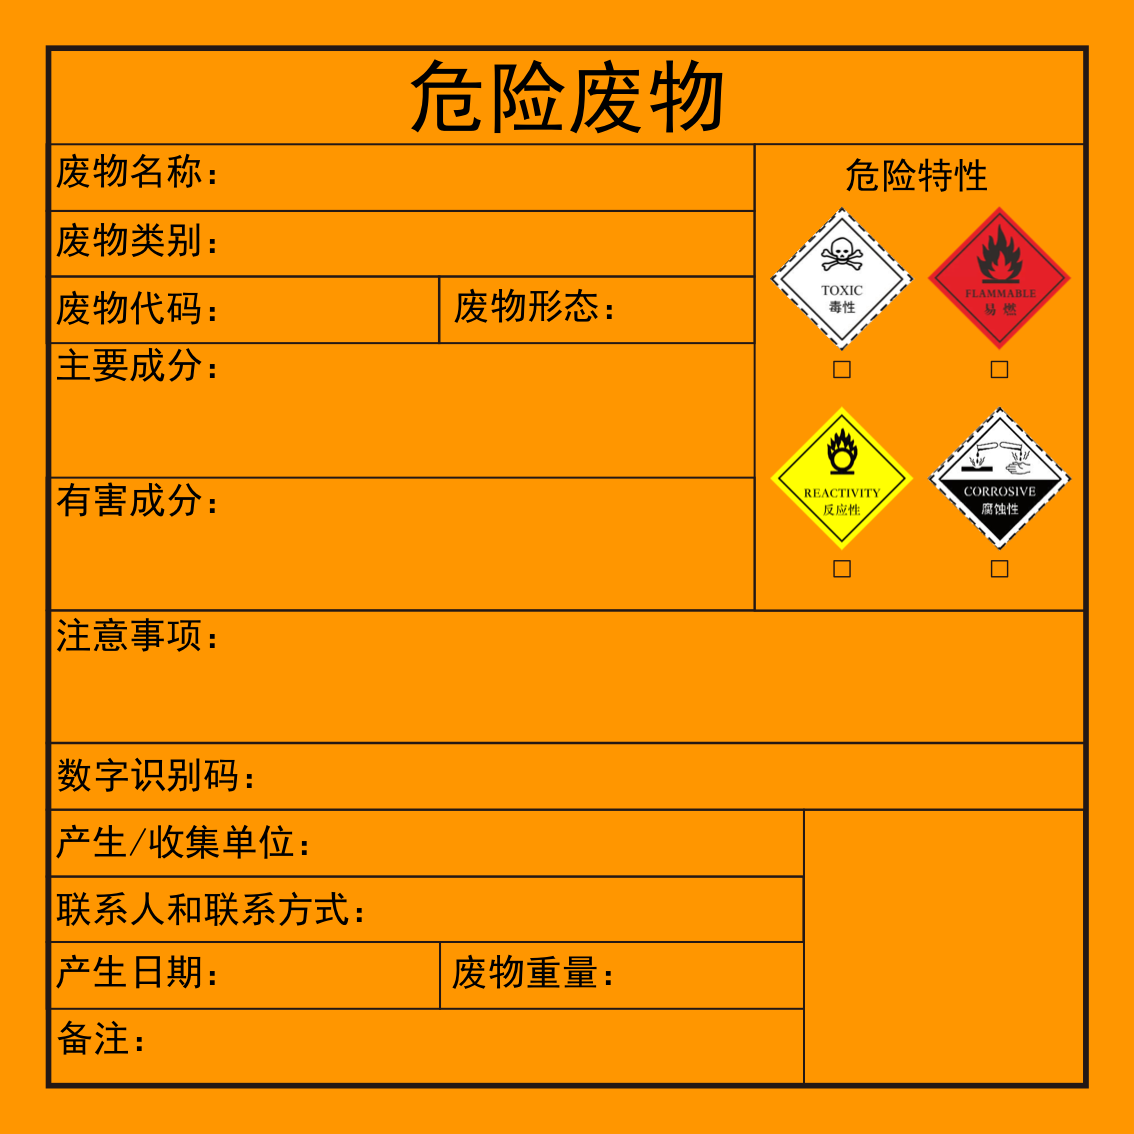 危险废物
废物名称：
废物类别：
废物代码：
废物形态：
主要成分：
有害成分：
危险特性
TOXIC
毒性
FLAMMABLE
易燃
□
□
REACTIVITY
反应性
CORROSIVE
腐蚀性
□
□
注意事项：
数字识别码：
产生/收集单位：
联系人和联系方式：
产生日期：
废物重量：
备注：